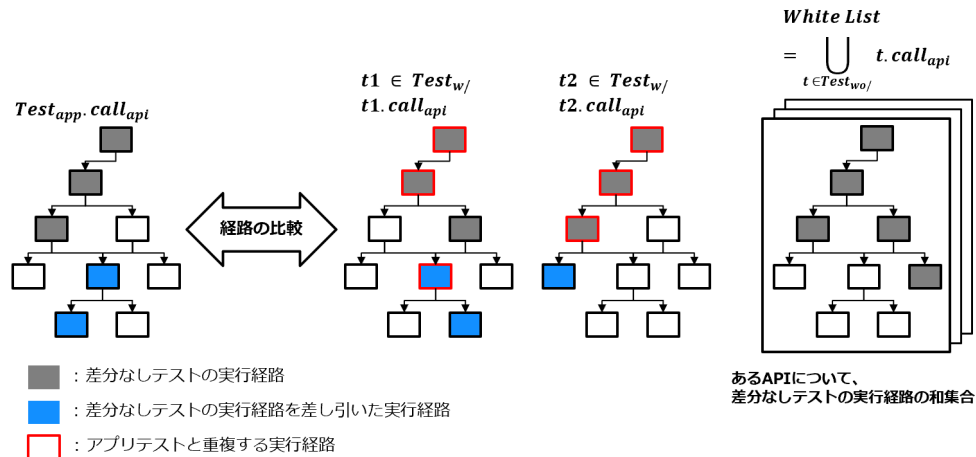 White List
= ⋃ t.call_api
t∈Test_wo/
Test_app.call_api
t1 ∈ Test_w/
t1.call_api
t2 ∈ Test_w/
t2.call_api
経路の比較
あるAPIについて、
差分なしテストの実行経路の和集合
：差分なしテストの実行経路
：差分なしテストの実行経路を差し引いた実行経路
：アプリテストと重複する実行経路